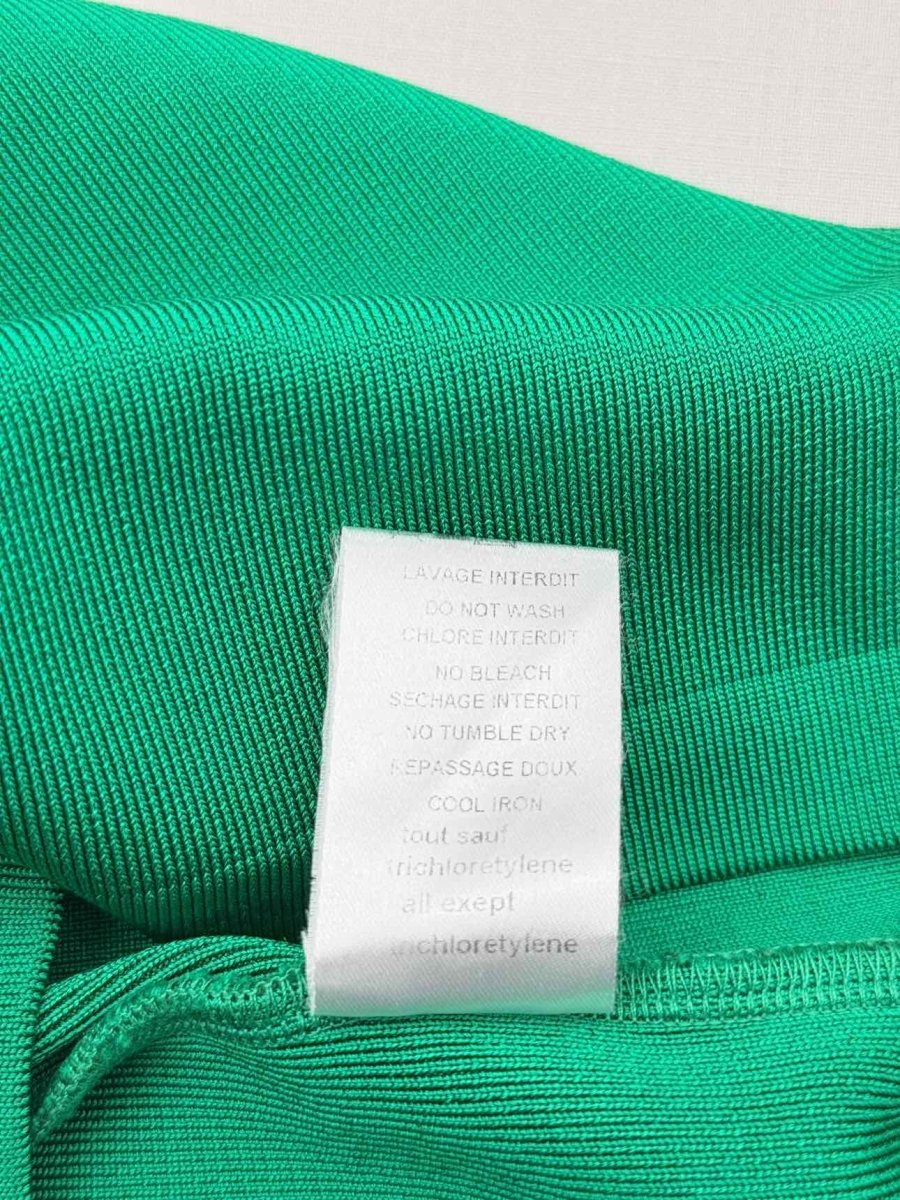 LAVAGE INTERDIT
DO NOT WASH
CHLORE INTERDIT
NO BLEACH
SECHAGE INTERDIT
NO TUMBLE DRY
REPASSAGE DOUX
COOL IRON
tout sauf
trichloretylene
all exept
trichloretylene